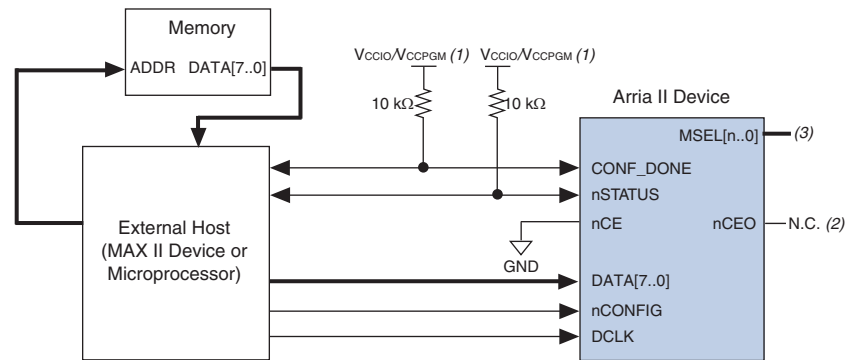 Memory
ADDR DATA[7..0]
VCCIO/VCCPGM (1) VCCIO/VCCPGM (1)
10 kΩ 10 kΩ
Arria II Device
MSEL[n..0] (3)
CONF_DONE
nSTATUS
nCE nCEO N.C. (2)
GND
External Host
(MAX II Device or
Microprocessor)
DATA[7..0]
nCONFIG
DCLK